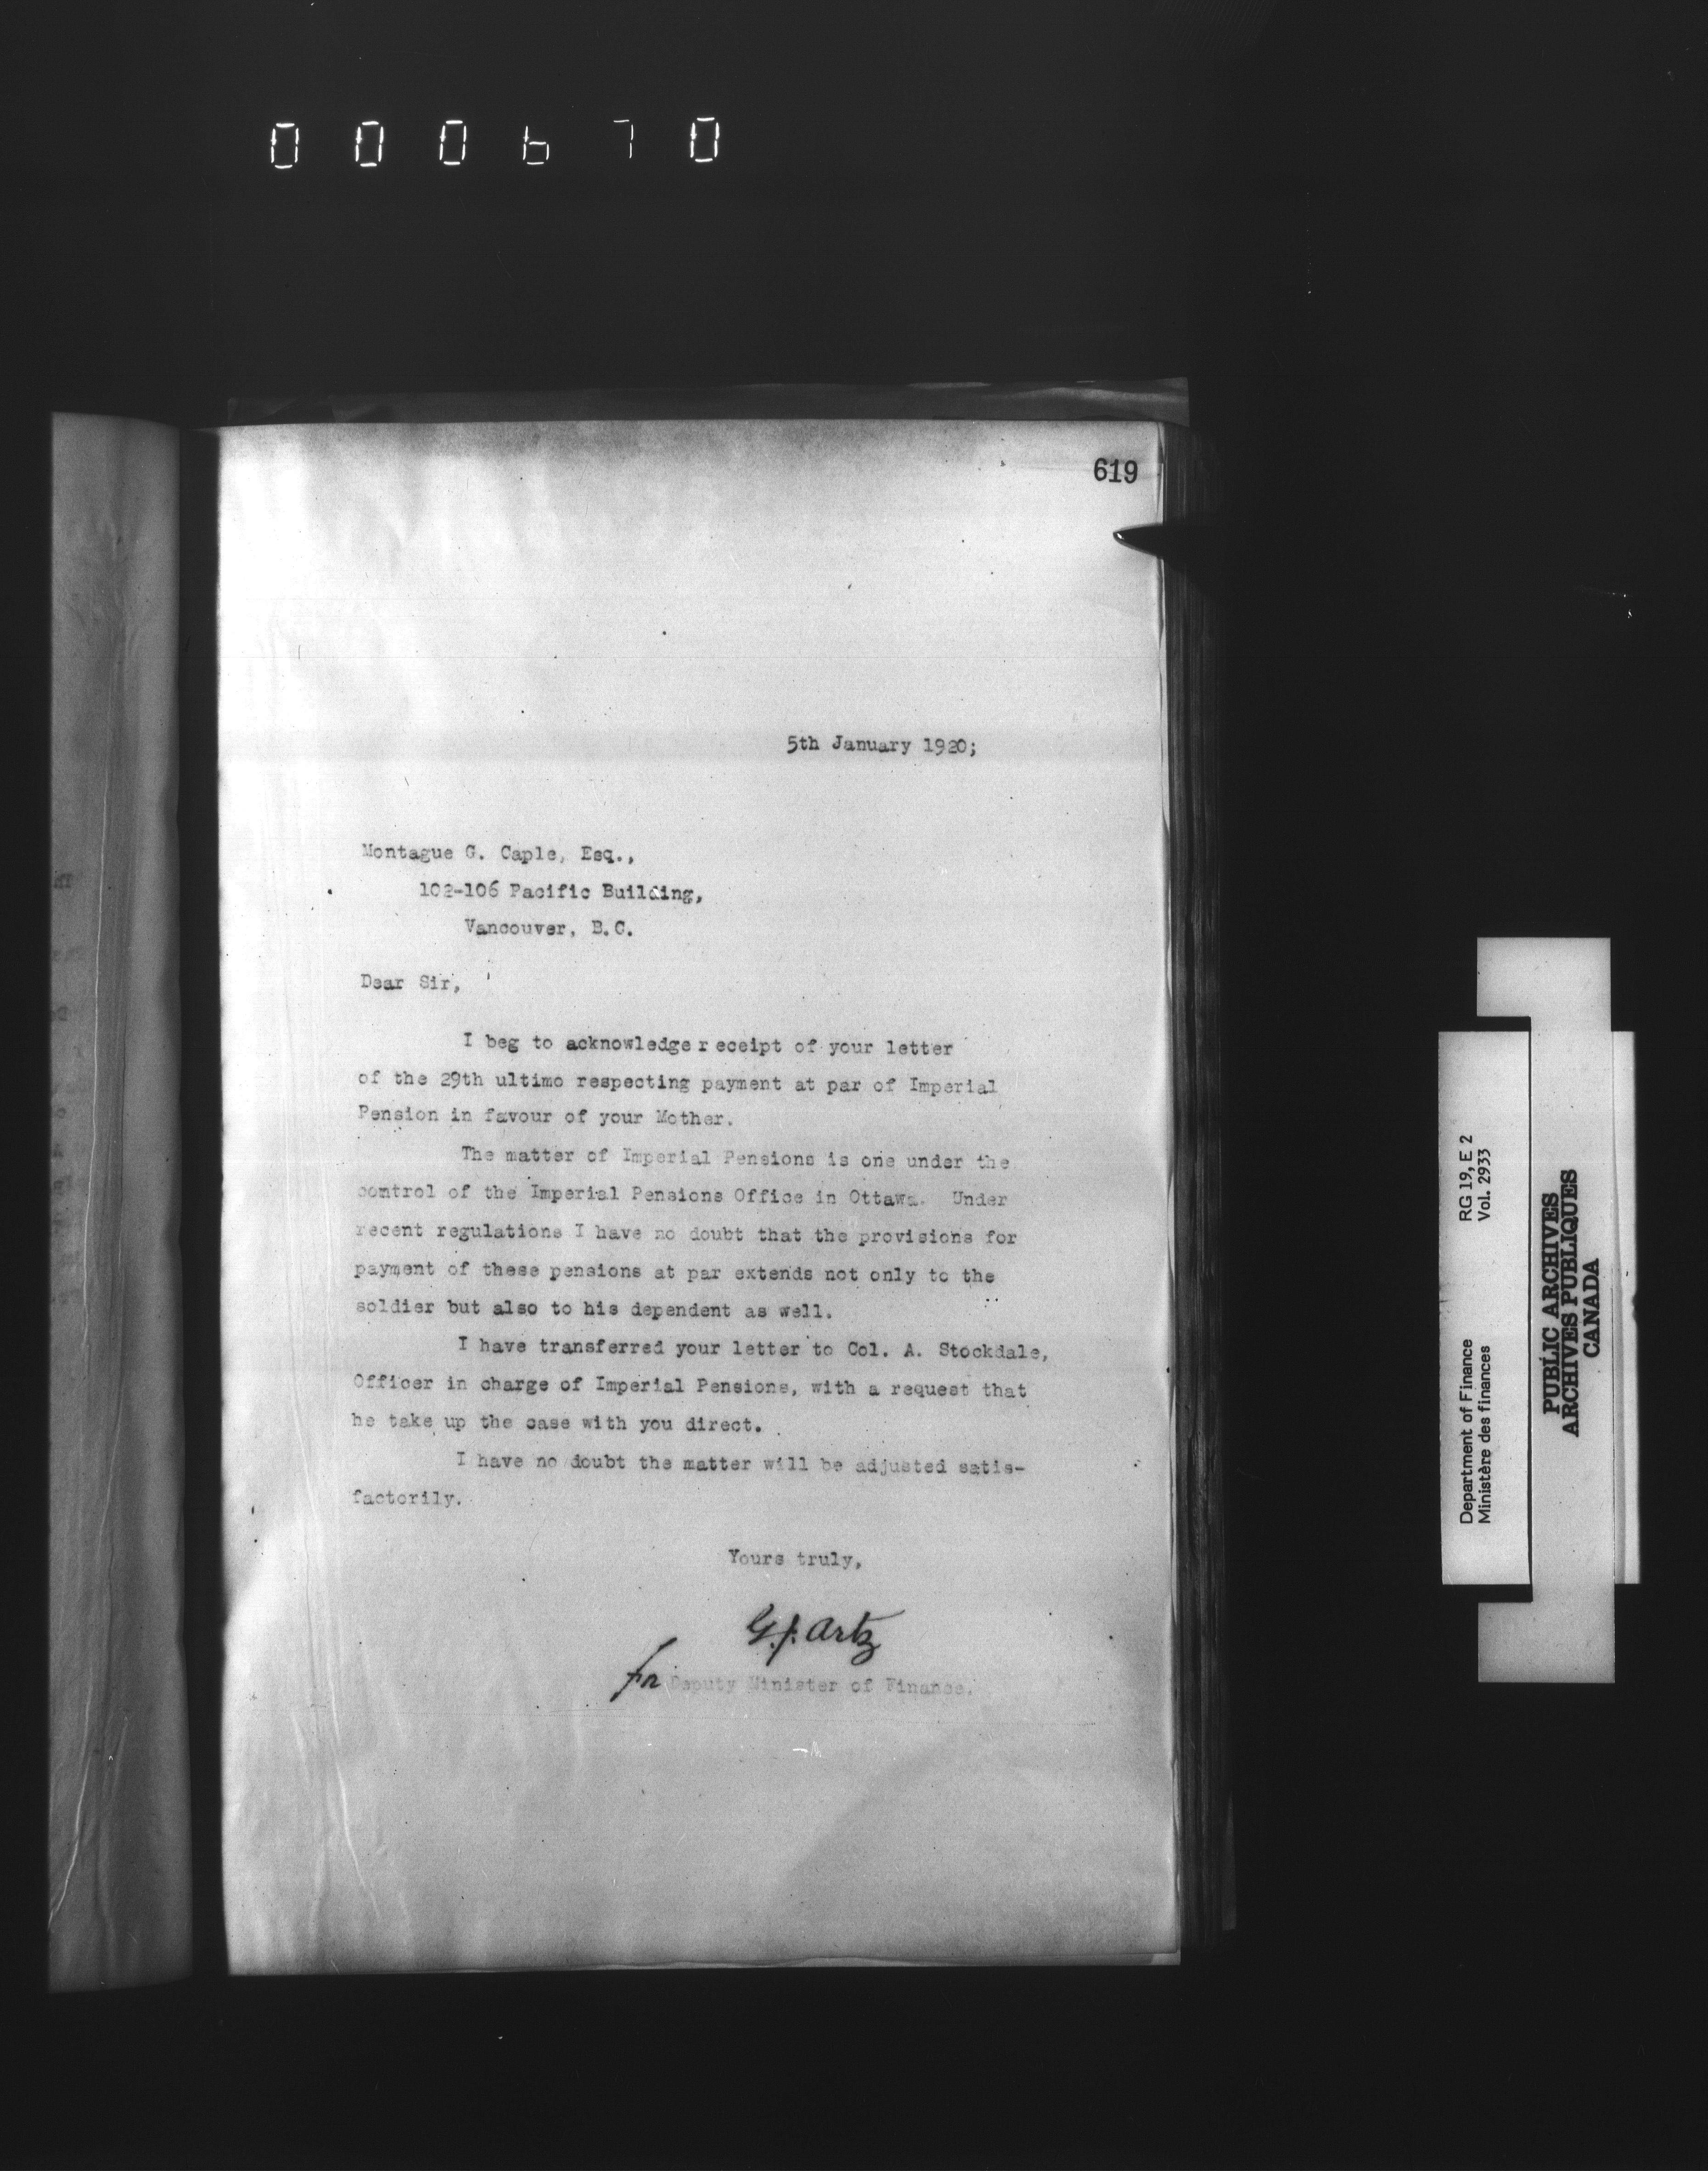 000670
619
5th January 1920;
Montague G. Caple, Esq.,
102-106 Pacific Building,
Vancouver, B.C.
Dear Sir,
I beg to acknowledge receipt of your letter
of the 29th ultimo respecting payment at par of Imperial
Pension in favour of your Mother.
The matter of Imperial Pensions is one under the
control of the Imperial Pensions Office in Ottawa. Under
recent regulations I have no doubt that the provisions for
payment of these pensions at par extends not only to the
soldier but also to his dependent as well.
I have transferred your letter to Col. A. Stockdale,
Officer in charge of Imperial Pensions, with a request that
he take up the case with you direct.
I have no doubt the matter will be adjusted satis-
factorily.
Yours truly,
G.J. Artz
for Deputy Minister of Finance.
Department of Finance RG 19, E 2
Ministère des finances Vol. 2933
PUBLIC ARCHIVES
ARCHIVES PUBLIQUES
CANADA